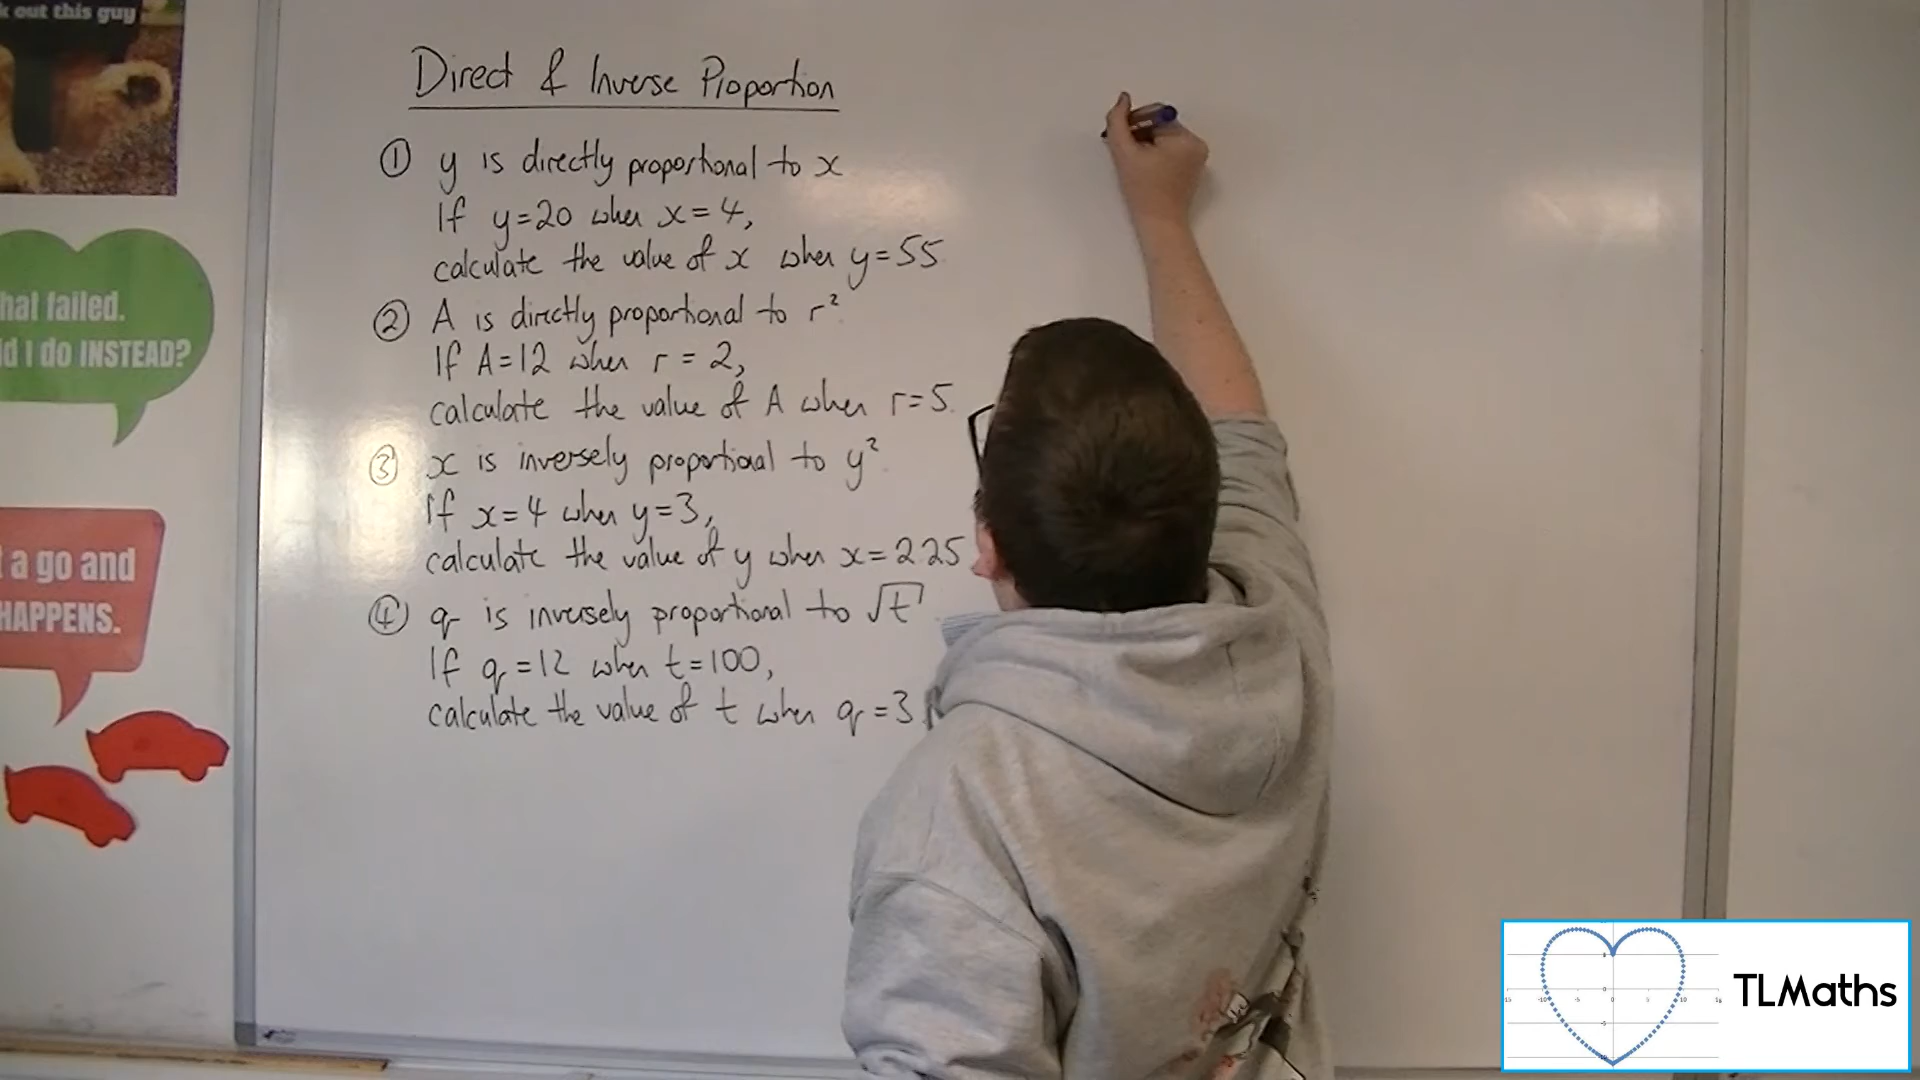 k out this guy
hat failed.
d I do INSTEAD?
a go and
HAPPENS.
Direct & Inverse Proportion
① y is directly proportional to x
If y=20 when x=4,
calculate the value of x when y=55.
② A is directly proportional to r².
If A=12 when r=2,
calculate the value of A when r=5.
③ x is inversely proportional to y².
If x=4 when y=3,
calculate the value of y when x=2.25
④ q is inversely proportional to √t.
If q=12 when t=100,
calculate the value of t when q=3.
TLMaths